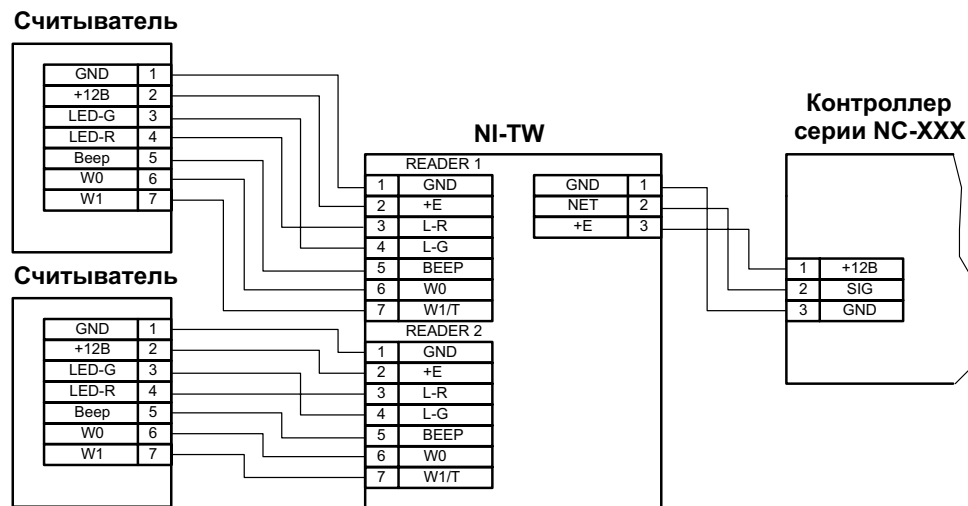 Считыватель
GND 1
+12В 2
LED-G 3
LED-R 4
Beep 5
W0 6
W1 7
Считыватель
GND 1
+12В 2
LED-G 3
LED-R 4
Beep 5
W0 6
W1 7
NI-TW
READER 1
1 GND
2 +E
3 L-R
4 L-G
5 BEEP
6 W0
7 W1/T
READER 2
1 GND
2 +E
3 L-R
4 L-G
5 BEEP
6 W0
7 W1/T
GND 1
NET 2
+E 3
Контроллер
серии NC-XXX
1 +12В
2 SIG
3 GND